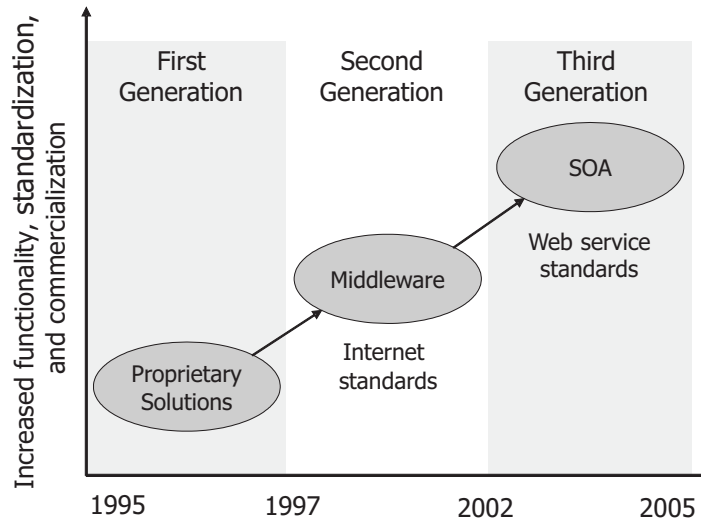 Increased functionality, standardization,
and commercialization
First
Generation
Second
Generation
Third
Generation
SOA
Web service
standards
Middleware
Internet
standards
Proprietary
Solutions
1995
1997
2002
2005